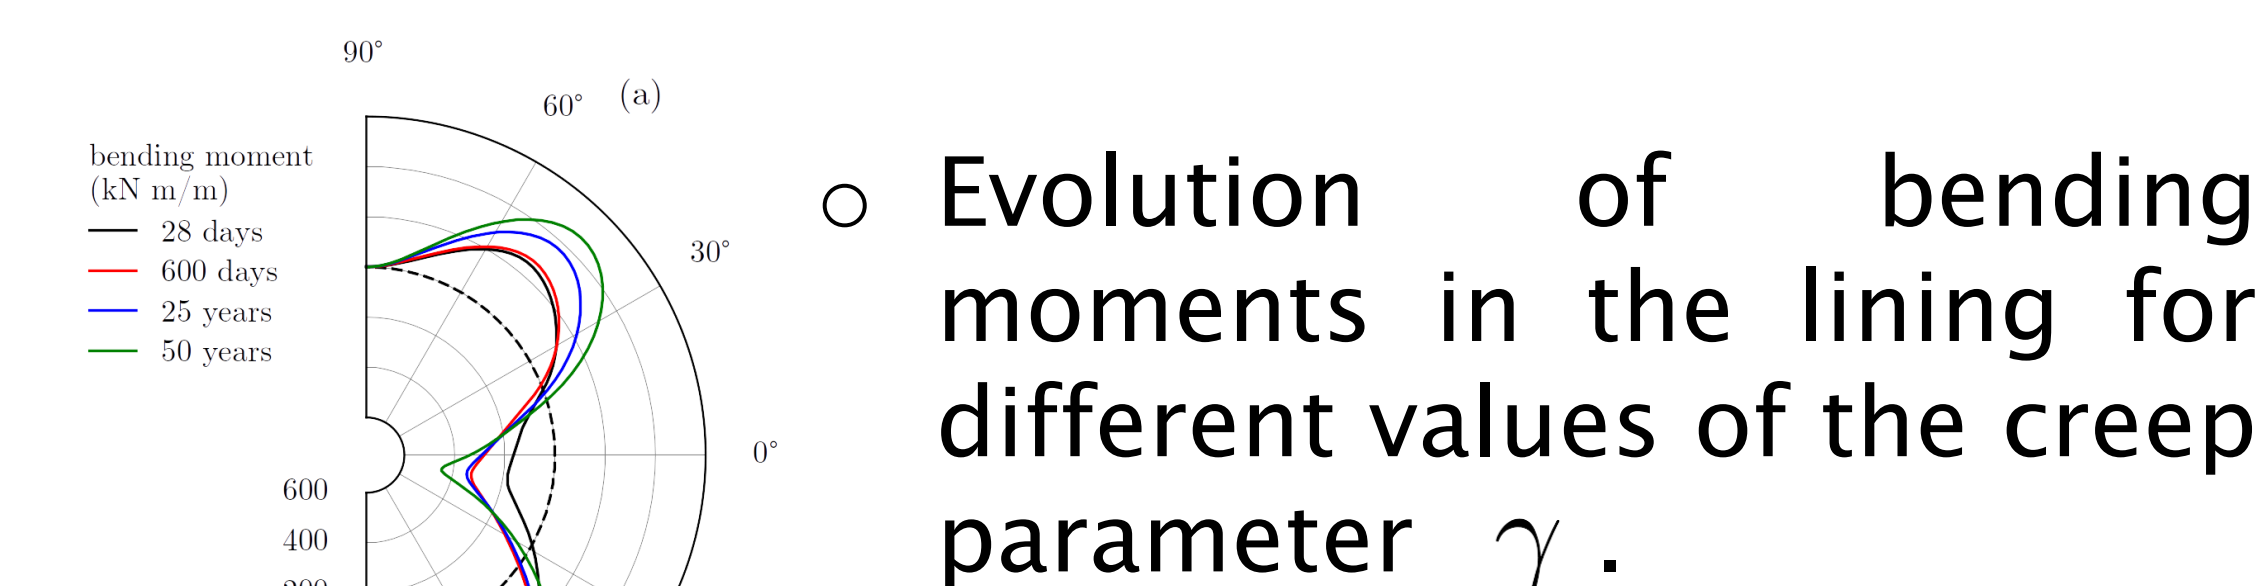 90°
60° (a)
bending moment
(kN m/m)
28 days
600 days
25 years
50 years
30°
0°
600
400
200
○ Evolution of bending
moments in the lining for
different values of the creep
parameter γ .